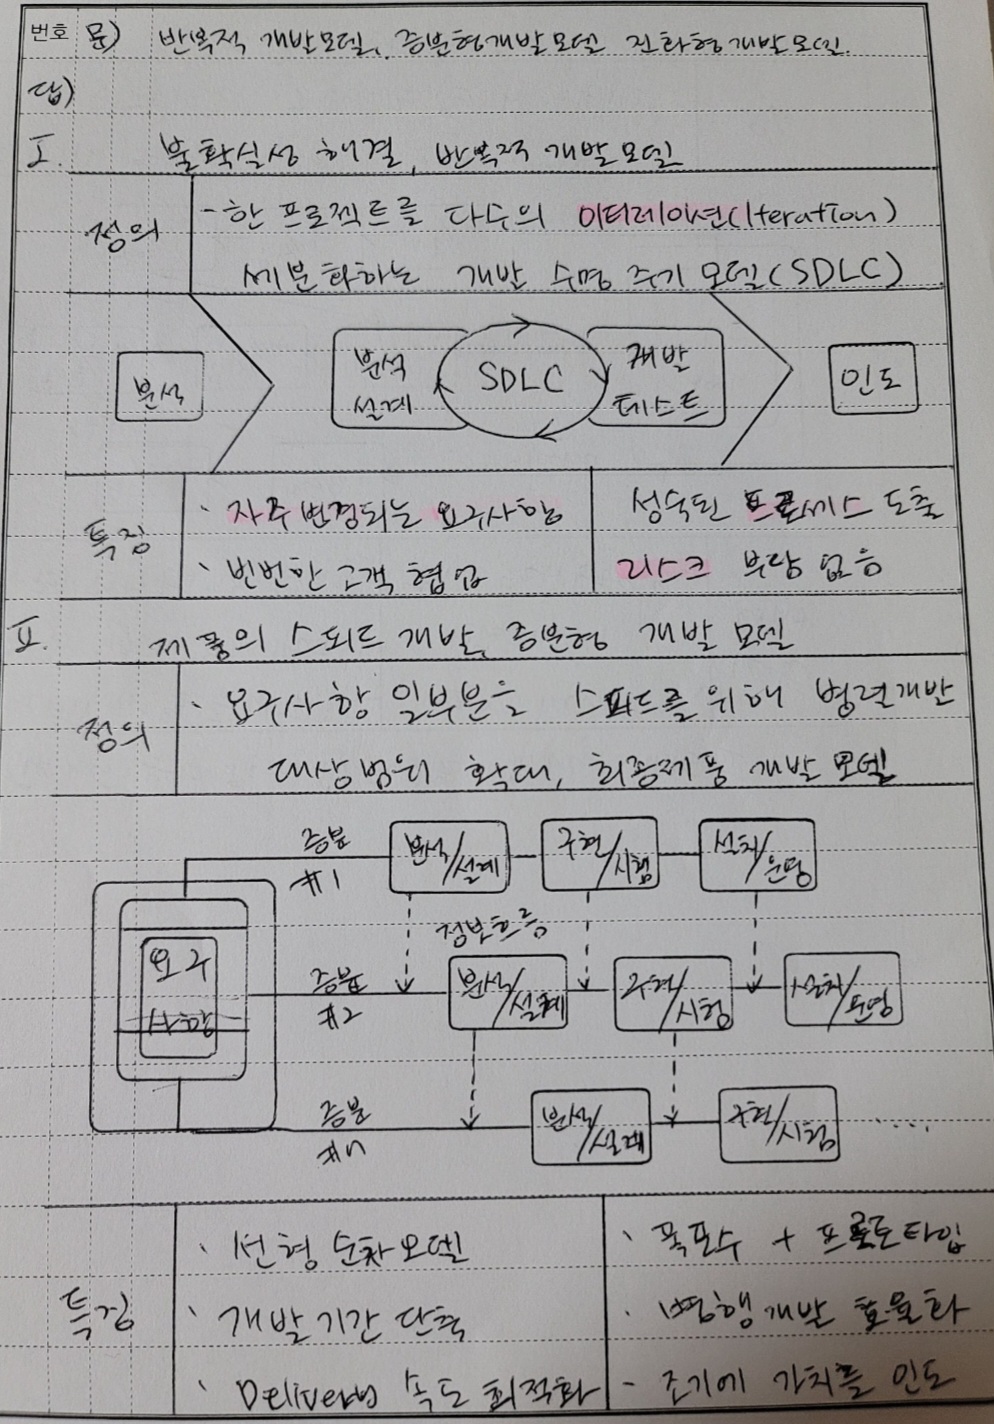 번호 문) 반복적 개발모델, 증분형개발모델 진화형개발모델.
답)
I. 불확실성 해결, 반복적 개발모델
정의
- 한 프로젝트를 다수의 이터레이션(Iteration)
세분화하는 개발 수명 주기 모델(SDLC)
분석
분석
설계
SDLC
개발
테스트
인도
특징
· 자주변경되는 요구사항
· 빈번한 고객 협업
성숙된 프로세스 도출
리스크 부담 없음
II. 제품의 스피드 개발, 증분형 개발 모델
정의
· 요구사항 일부분을 스피드를 위해 병렬개발
대상범위 확대, 최종제품 개발 모델
증분
#1
분석/설계
구현/시험
설치/운영
정보흐름
요구
사항
증분
#2
분석/설계
구현/시험
설치/운영
증분
#n
분석/설계
구현/시험
....
특징
· 선형 순차모델
· 개발기간 단축
· Delivery 속도 최적화
· 폭포수 + 프로토타입
· 병행개발 효율화
- 조기에 가치를 인도